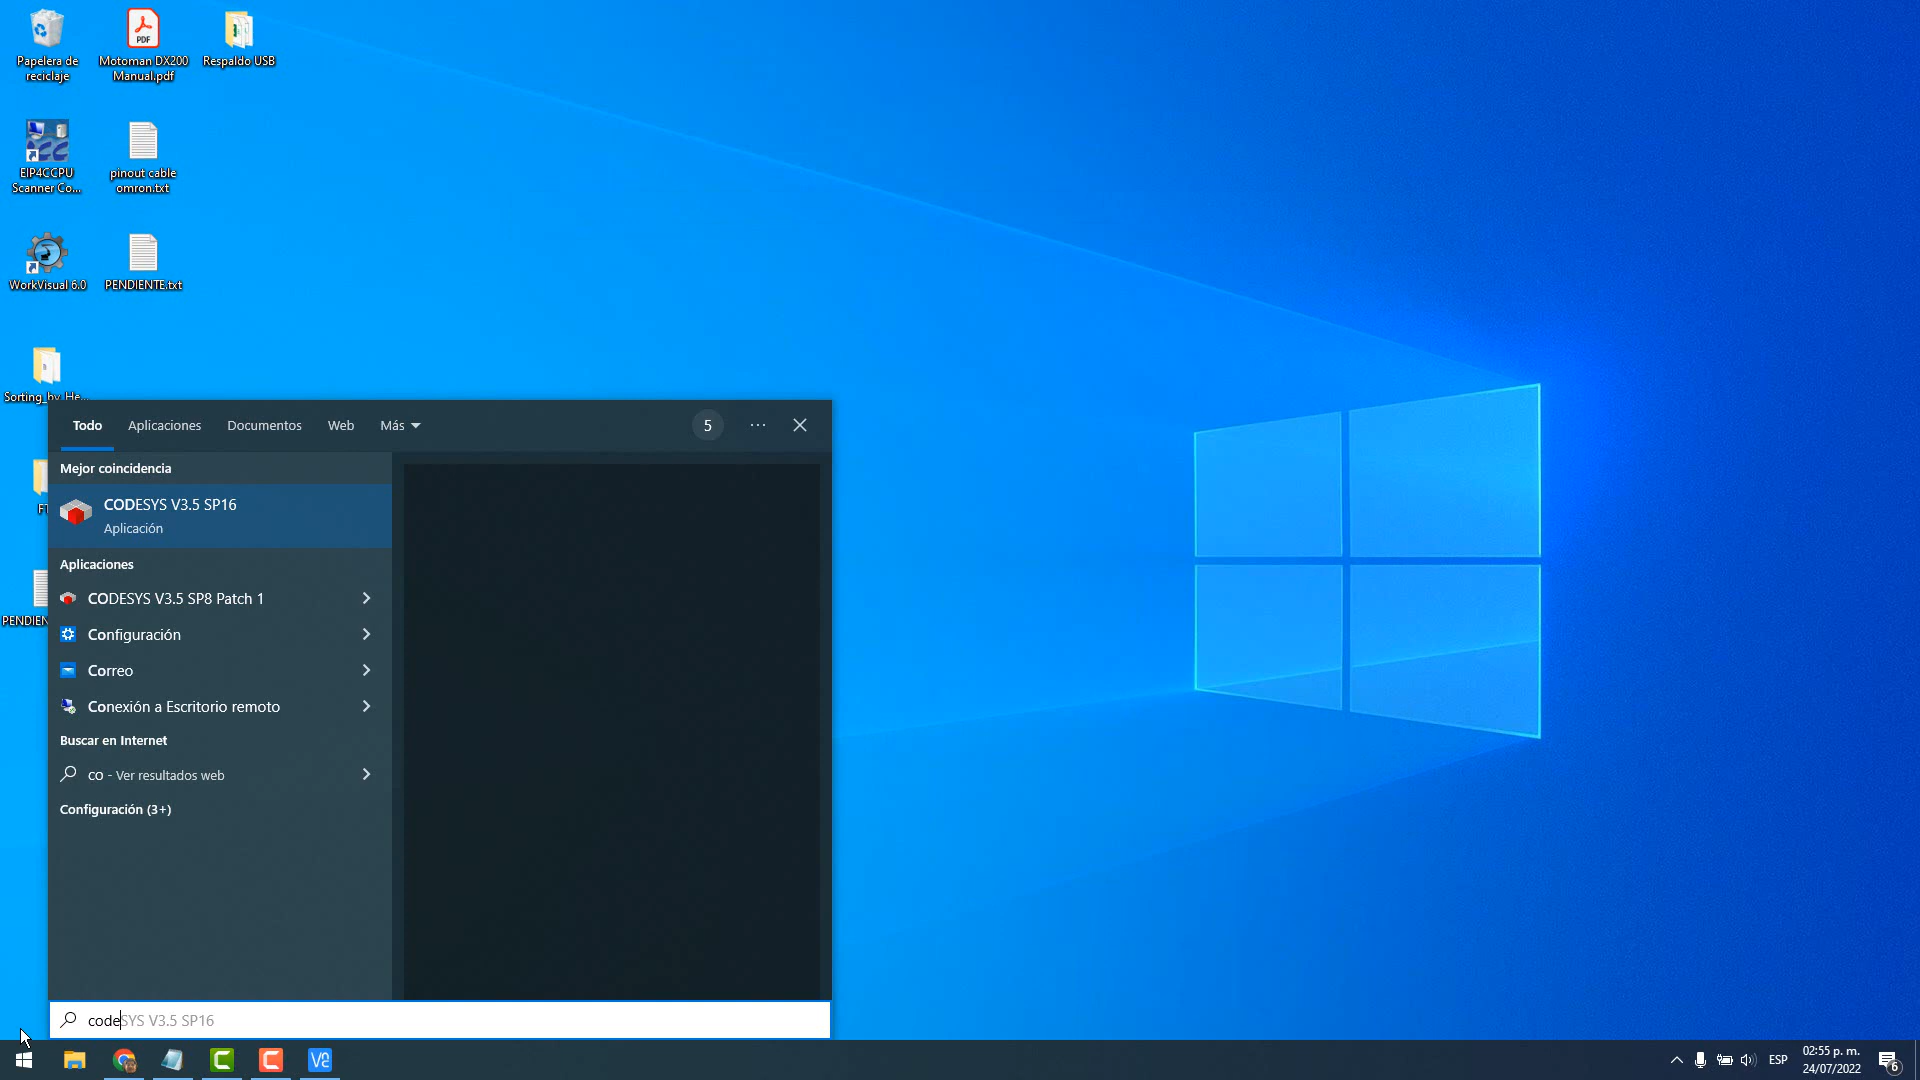 Papelera de
reciclaje
Motoman DX200
Manual.pdf
Respaldo USB
EIP4CCPU
Scanner Co...
pinout cable
omron.txt
WorkVisual 6.0
PENDIENTE.txt
Sorting_by_He...
Todo
Aplicaciones
Documentos
Web
Más
5
Mejor coincidencia
CODESYS V3.5 SP16
Aplicación
Aplicaciones
CODESYS V3.5 SP8 Patch 1
Configuración
Correo
Conexión a Escritorio remoto
Buscar en Internet
co - Ver resultados web
Configuración (3+)
PENDIEN
codeSYS V3.5 SP16
ESP
02:55 p. m.
24/07/2022
6